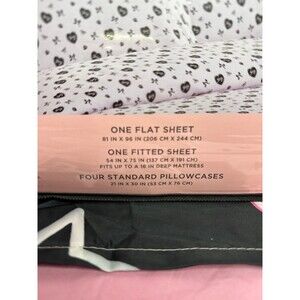 ONE FLAT SHEET
81 IN X 96 IN (206 CM X 244 CM)
ONE FITTED SHEET
54 IN X 75 IN (137 CM X 191 CM)
FITS UP TO A 16 IN DEEP MATTRESS
FOUR STANDARD PILLOWCASES
21 IN X 30 IN (53 CM X 76 CM)